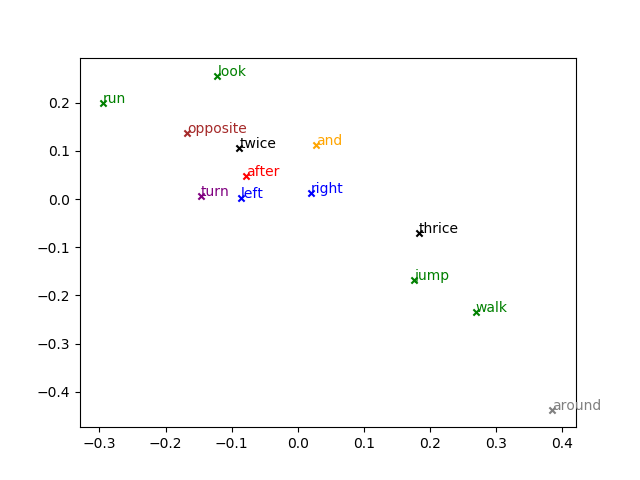 look
run
0.2
opposite
and
twice
0.1
after
turn
left
right
0.0
thrice
−0.1
jump
−0.2
walk
−0.3
−0.4
around
−0.3
−0.2
−0.1
0.0
0.1
0.2
0.3
0.4